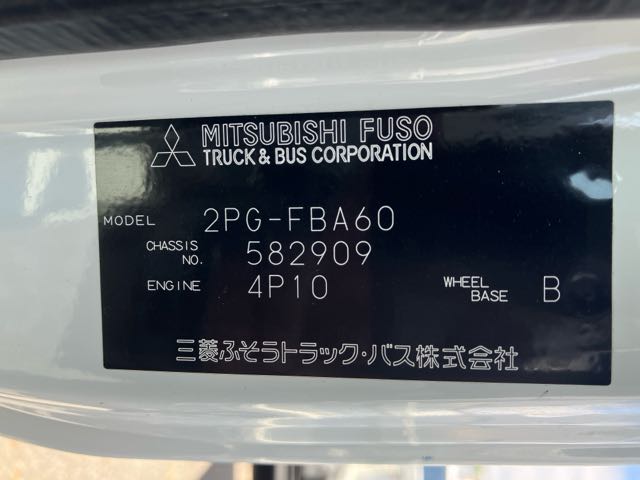 MITSUBISHI FUSO
TRUCK & BUS CORPORATION
MODEL 2PG-FBA60
CHASSIS NO. 582909
ENGINE 4P10 WHEEL BASE B
三菱ふそうトラック・バス株式会社